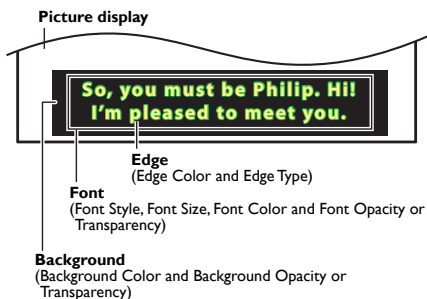 Picture display
So, you must be Philip. Hi!
I'm pleased to meet you.
Edge
(Edge Color and Edge Type)
Font
(Font Style, Font Size, Font Color and Font Opacity or
Transparency)
Background
(Background Color and Background Opacity or
Transparency)